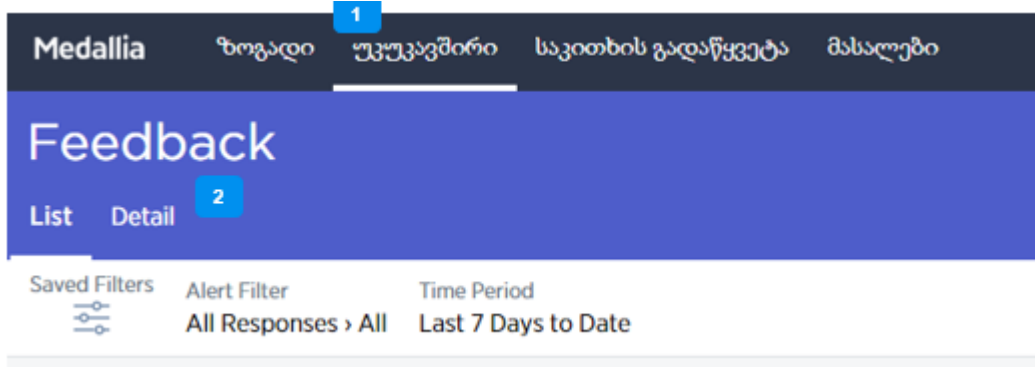 1
Medallia ზოგადი უკუკავშირი საკითხის გადაწყვეტა მასალები
Feedback
List Detail 2
Saved Filters Alert Filter Time Period
All Responses › All Last 7 Days to Date